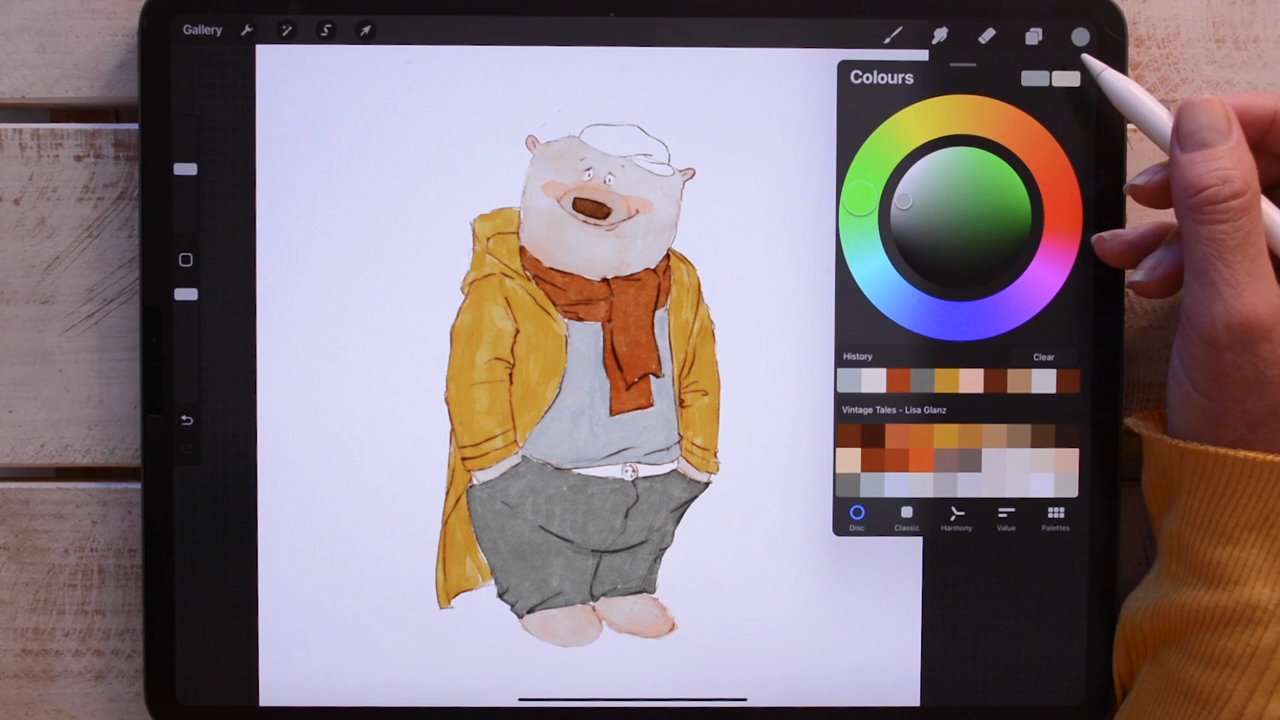 Gallery
Colours
History
Clear
Vintage Tales - Lisa Glanz
Disc
Classic
Harmony
Value
Palettes